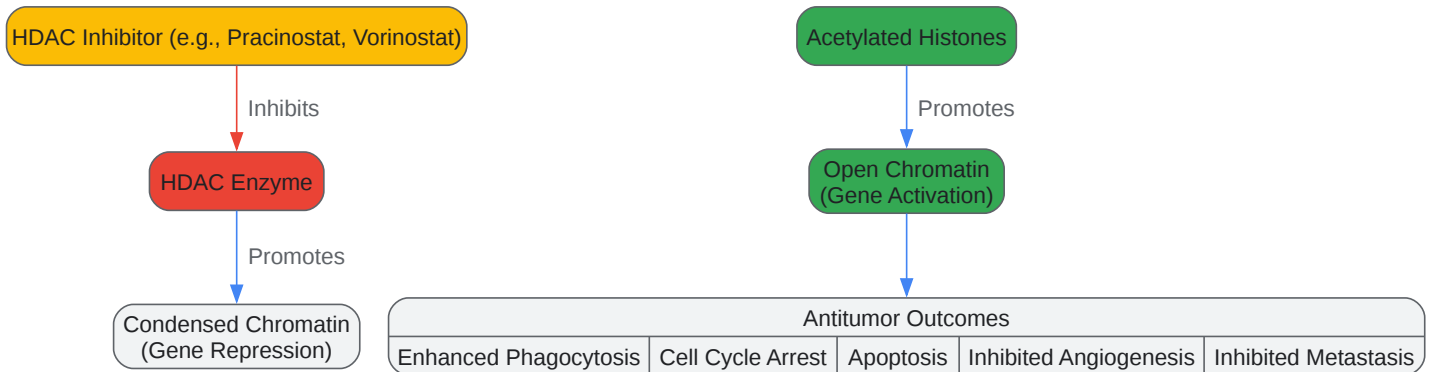 HDAC Inhibitor (e.g., Pracinostat, Vorinostat)
Inhibits
HDAC Enzyme
Promotes
Condensed Chromatin
(Gene Repression)
Acetylated Histones
Promotes
Open Chromatin
(Gene Activation)
Antitumor Outcomes
Enhanced Phagocytosis
Cell Cycle Arrest
Apoptosis
Inhibited Angiogenesis
Inhibited Metastasis